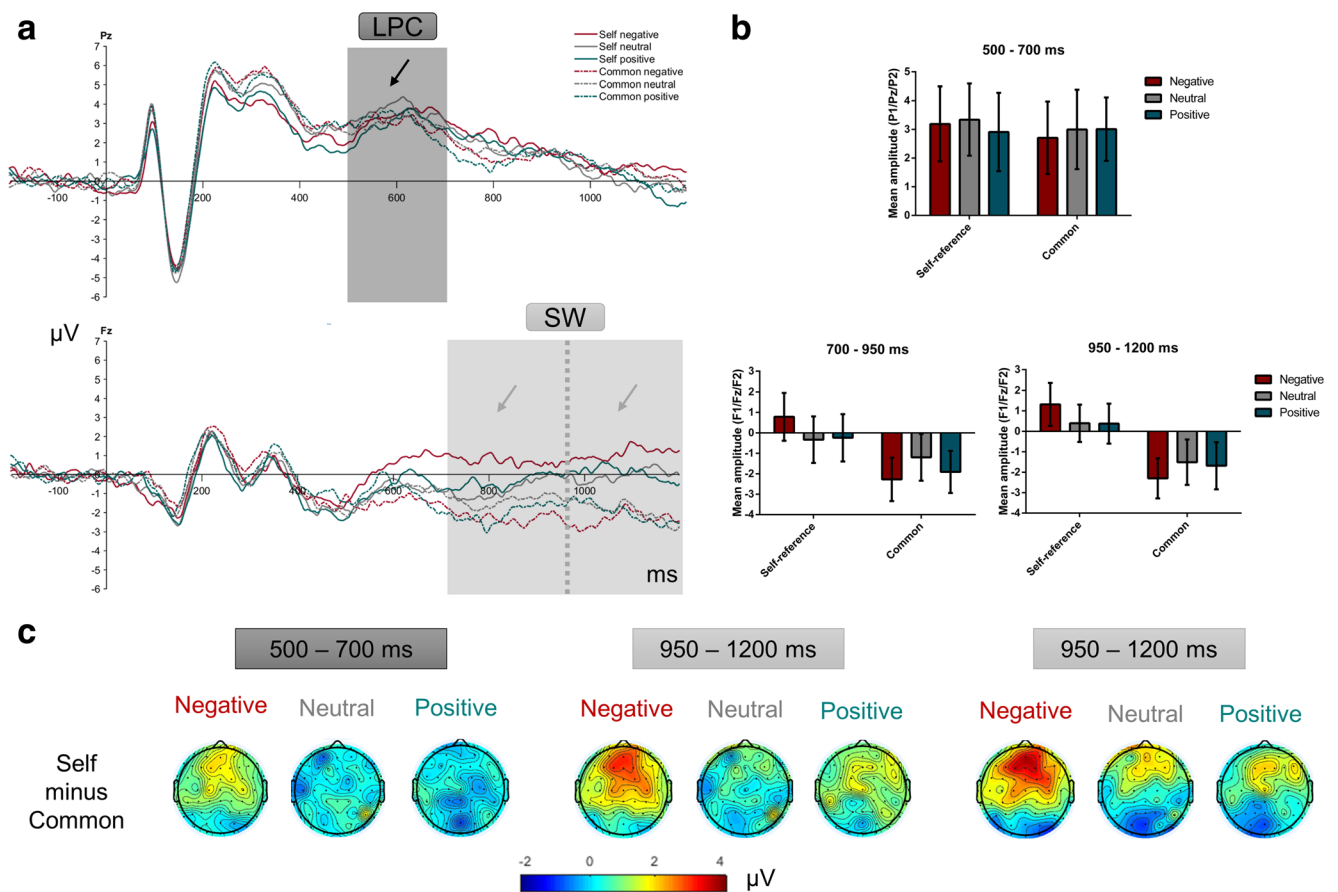 a
LPC
Pz
7
6
5
4
3
2
1
0
-1
-2
-3
-4
-5
-6
-100
200
400
600
800
1000
Self negative
Self neutral
Self positive
Common negative
Common neutral
Common positive
µV
SW
Fz
7
6
5
4
3
2
1
0
-1
-2
-3
-4
-5
-6
-100
200
400
600
800
1000
ms
b
500 - 700 ms
Mean amplitude (P1/Pz/P2)
5
4
3
2
1
0
Self-reference
Common
Negative
Neutral
Positive
700 - 950 ms
Mean amplitude (F1/Fz/F2)
3
2
1
0
-1
-2
-3
-4
Self-reference
Common
950 - 1200 ms
Mean amplitude (F1/Fz/F2)
3
2
1
0
-1
-2
-3
-4
Self-reference
Common
Negative
Neutral
Positive
c
500 – 700 ms
950 – 1200 ms
950 – 1200 ms
Negative
Neutral
Positive
Negative
Neutral
Positive
Negative
Neutral
Positive
Self
minus
Common
-2
0
2
4
µV